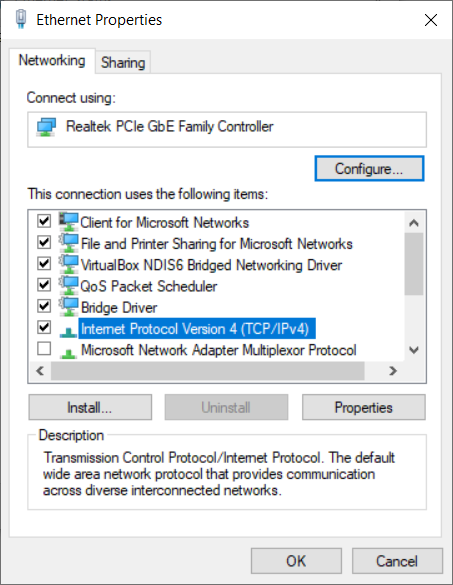 Ethernet Properties
Networking
Sharing
Connect using:
Realtek PCIe GbE Family Controller
Configure...
This connection uses the following items:
Client for Microsoft Networks
File and Printer Sharing for Microsoft Networks
VirtualBox NDIS6 Bridged Networking Driver
QoS Packet Scheduler
Bridge Driver
Internet Protocol Version 4 (TCP/IPv4)
Microsoft Network Adapter Multiplexor Protocol
Install...
Uninstall
Properties
Description
Transmission Control Protocol/Internet Protocol. The default
wide area network protocol that provides communication
across diverse interconnected networks.
OK
Cancel